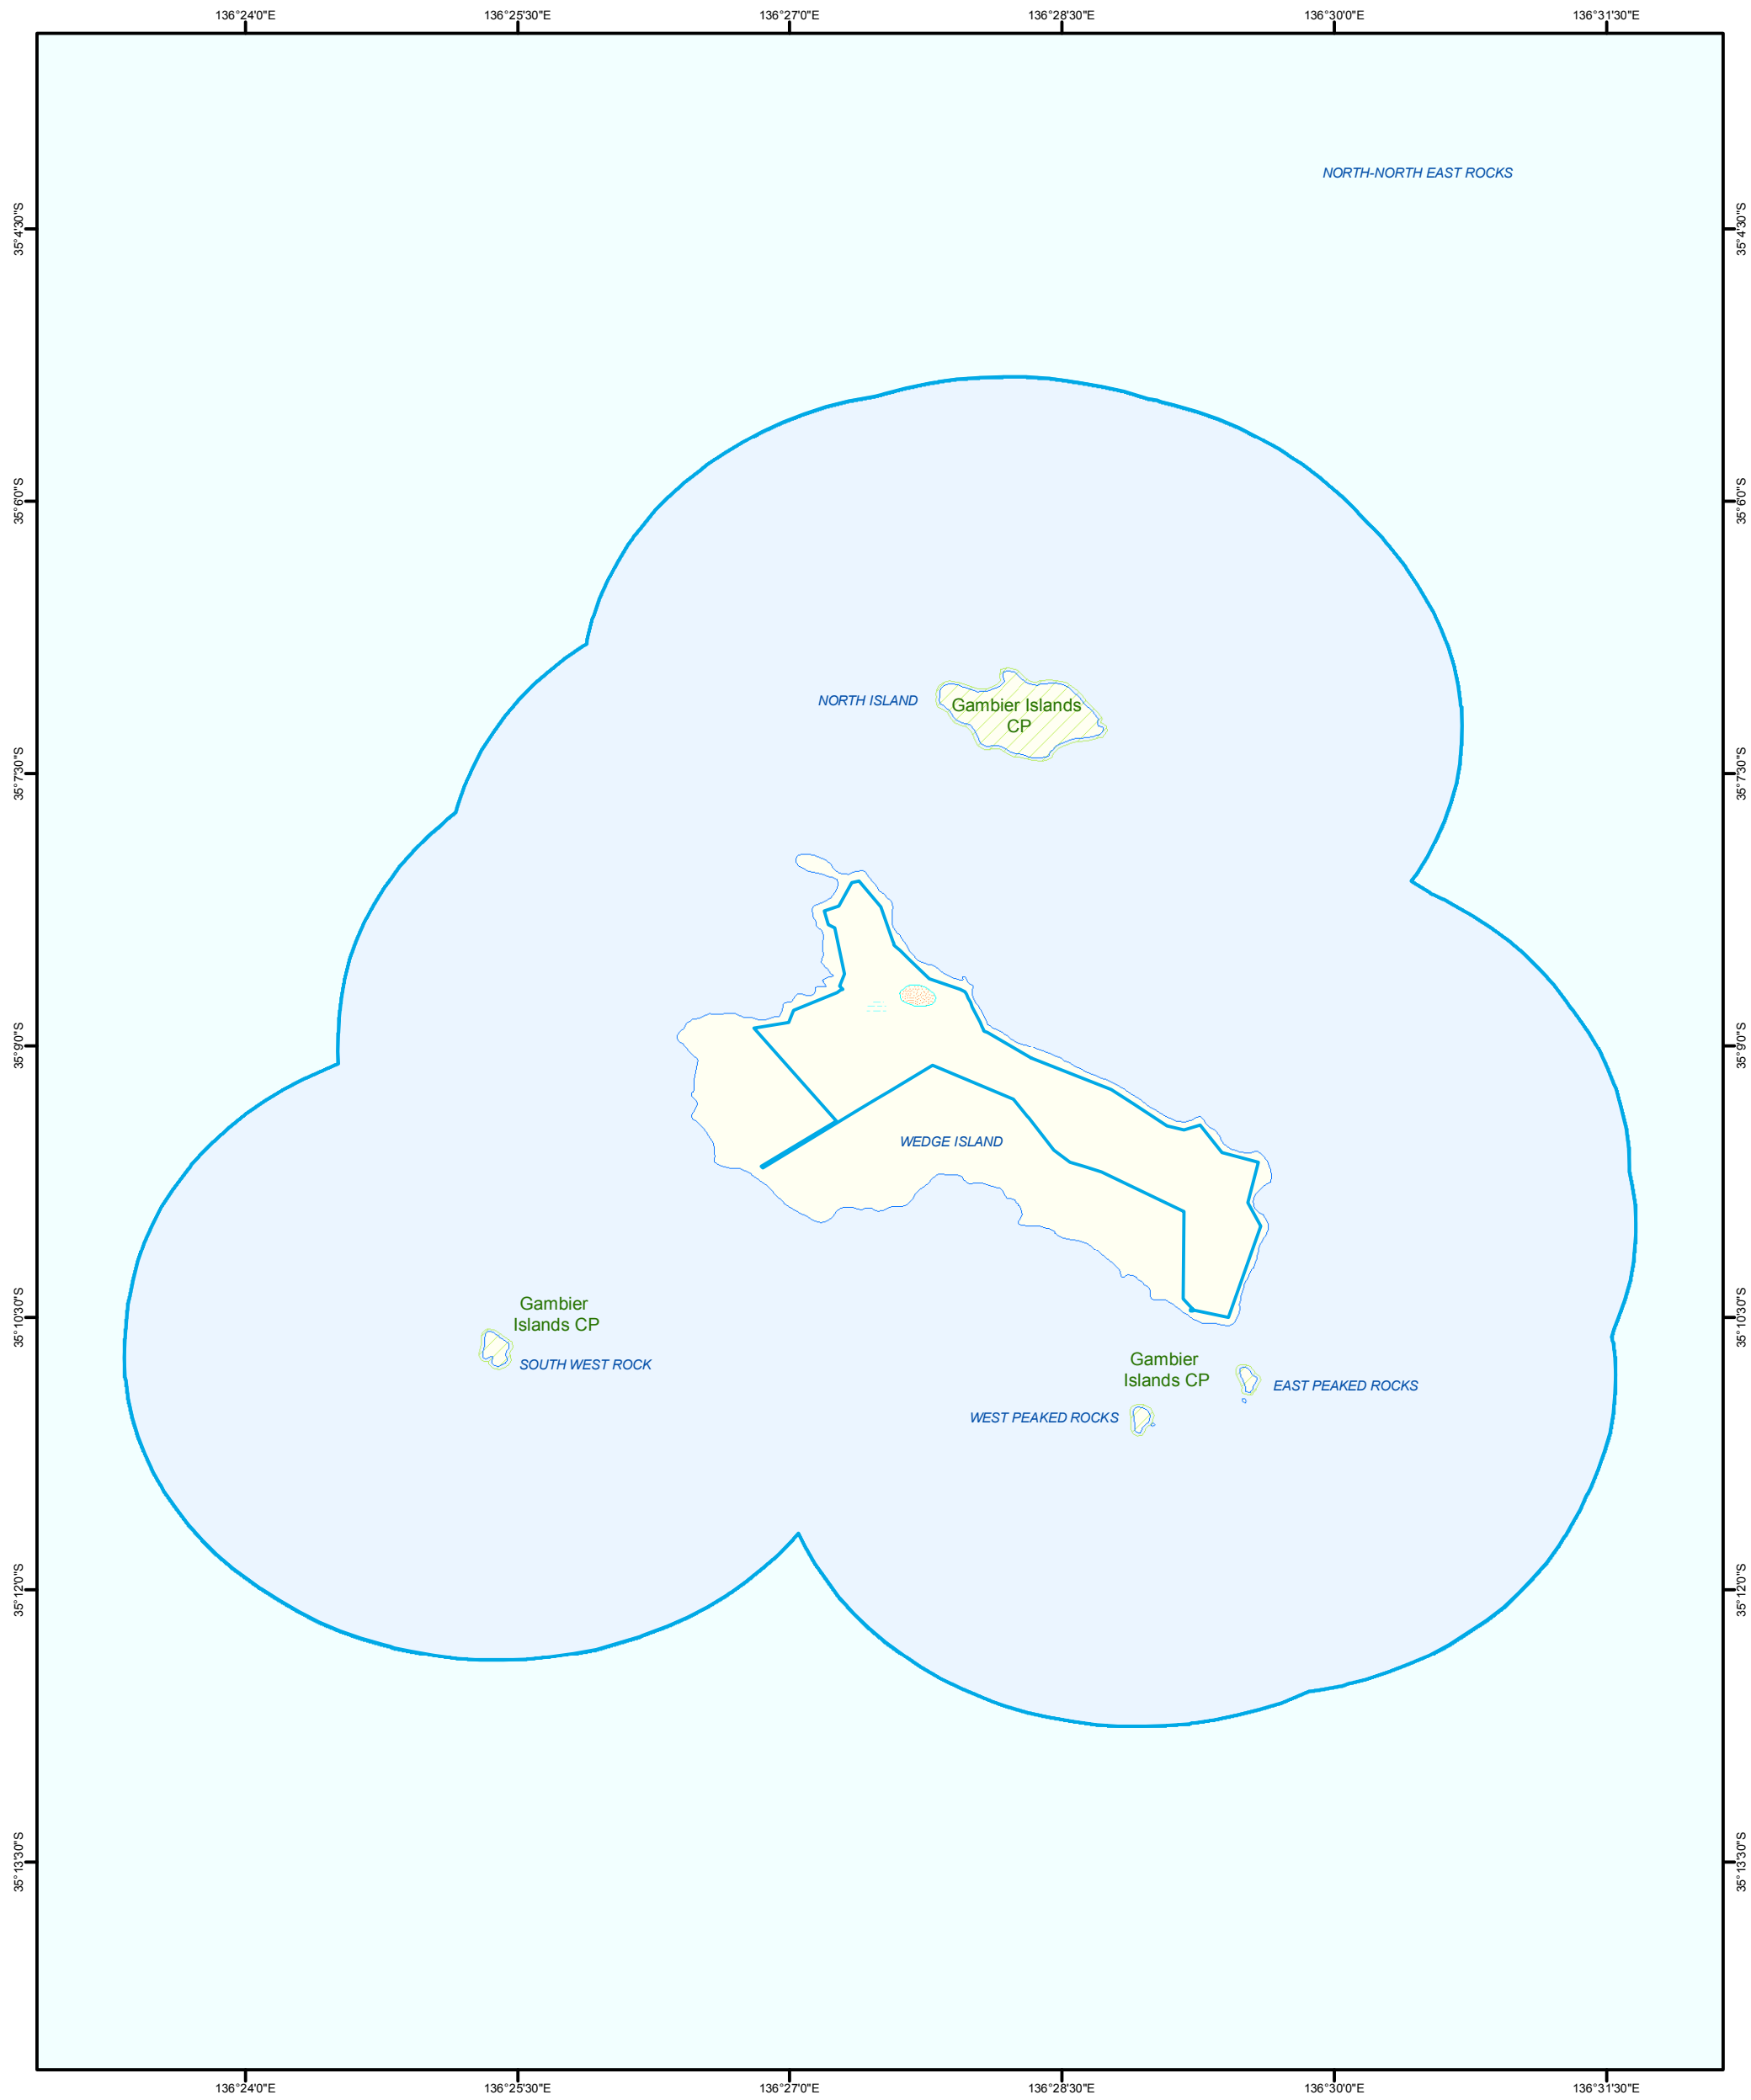 136°24'0"E
136°25'30"E
136°27'0"E
136°28'30"E
136°30'0"E
136°31'30"E
NORTH-NORTH EAST ROCKS
35°4'30"S
35°4'30"S
35°6'0"S
35°6'0"S
NORTH ISLAND
Gambier Islands
CP
35°7'30"S
35°7'30"S
35°9'0"S
35°9'0"S
WEDGE ISLAND
Gambier
Islands CP
35°10'30"S
35°10'30"S
SOUTH WEST ROCK
Gambier
Islands CP
EAST PEAKED ROCKS
WEST PEAKED ROCKS
35°12'0"S
35°12'0"S
35°13'30"S
35°13'30"S
136°24'0"E
136°25'30"E
136°27'0"E
136°28'30"E
136°30'0"E
136°31'30"E